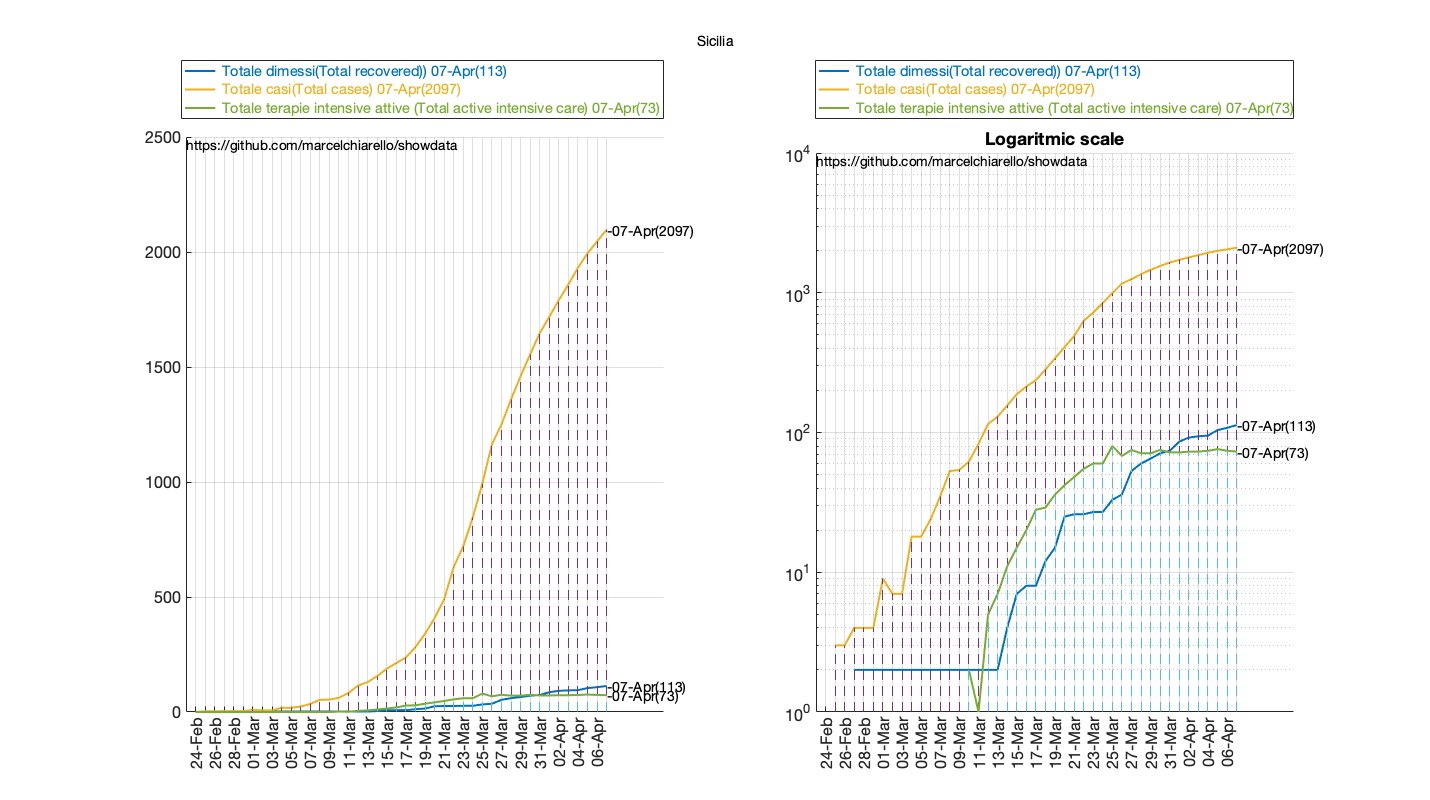 Sicilia
Totale dimessi(Total recovered)) 07-Apr(113)
Totale casi(Total cases) 07-Apr(2097)
Totale terapie intensive attive (Total active intensive care) 07-Apr(73)
2500
2000
1500
1000
500
0
https://github.com/marcelchiarello/showdata
-07-Apr(2097)
-07-Apr(113)
-07-Apr(73)
24-Feb
26-Feb
28-Feb
01-Mar
03-Mar
05-Mar
07-Mar
09-Mar
11-Mar
13-Mar
15-Mar
17-Mar
19-Mar
21-Mar
23-Mar
25-Mar
27-Mar
29-Mar
31-Mar
02-Apr
04-Apr
06-Apr
Totale dimessi(Total recovered)) 07-Apr(113)
Totale casi(Total cases) 07-Apr(2097)
Totale terapie intensive attive (Total active intensive care) 07-Apr(73)
Logaritmic scale
10^4
10^3
10^2
10^1
10^0
https://github.com/marcelchiarello/showdata
-07-Apr(2097)
-07-Apr(113)
-07-Apr(73)
24-Feb
26-Feb
28-Feb
01-Mar
03-Mar
05-Mar
07-Mar
09-Mar
11-Mar
13-Mar
15-Mar
17-Mar
19-Mar
21-Mar
23-Mar
25-Mar
27-Mar
29-Mar
31-Mar
02-Apr
04-Apr
06-Apr